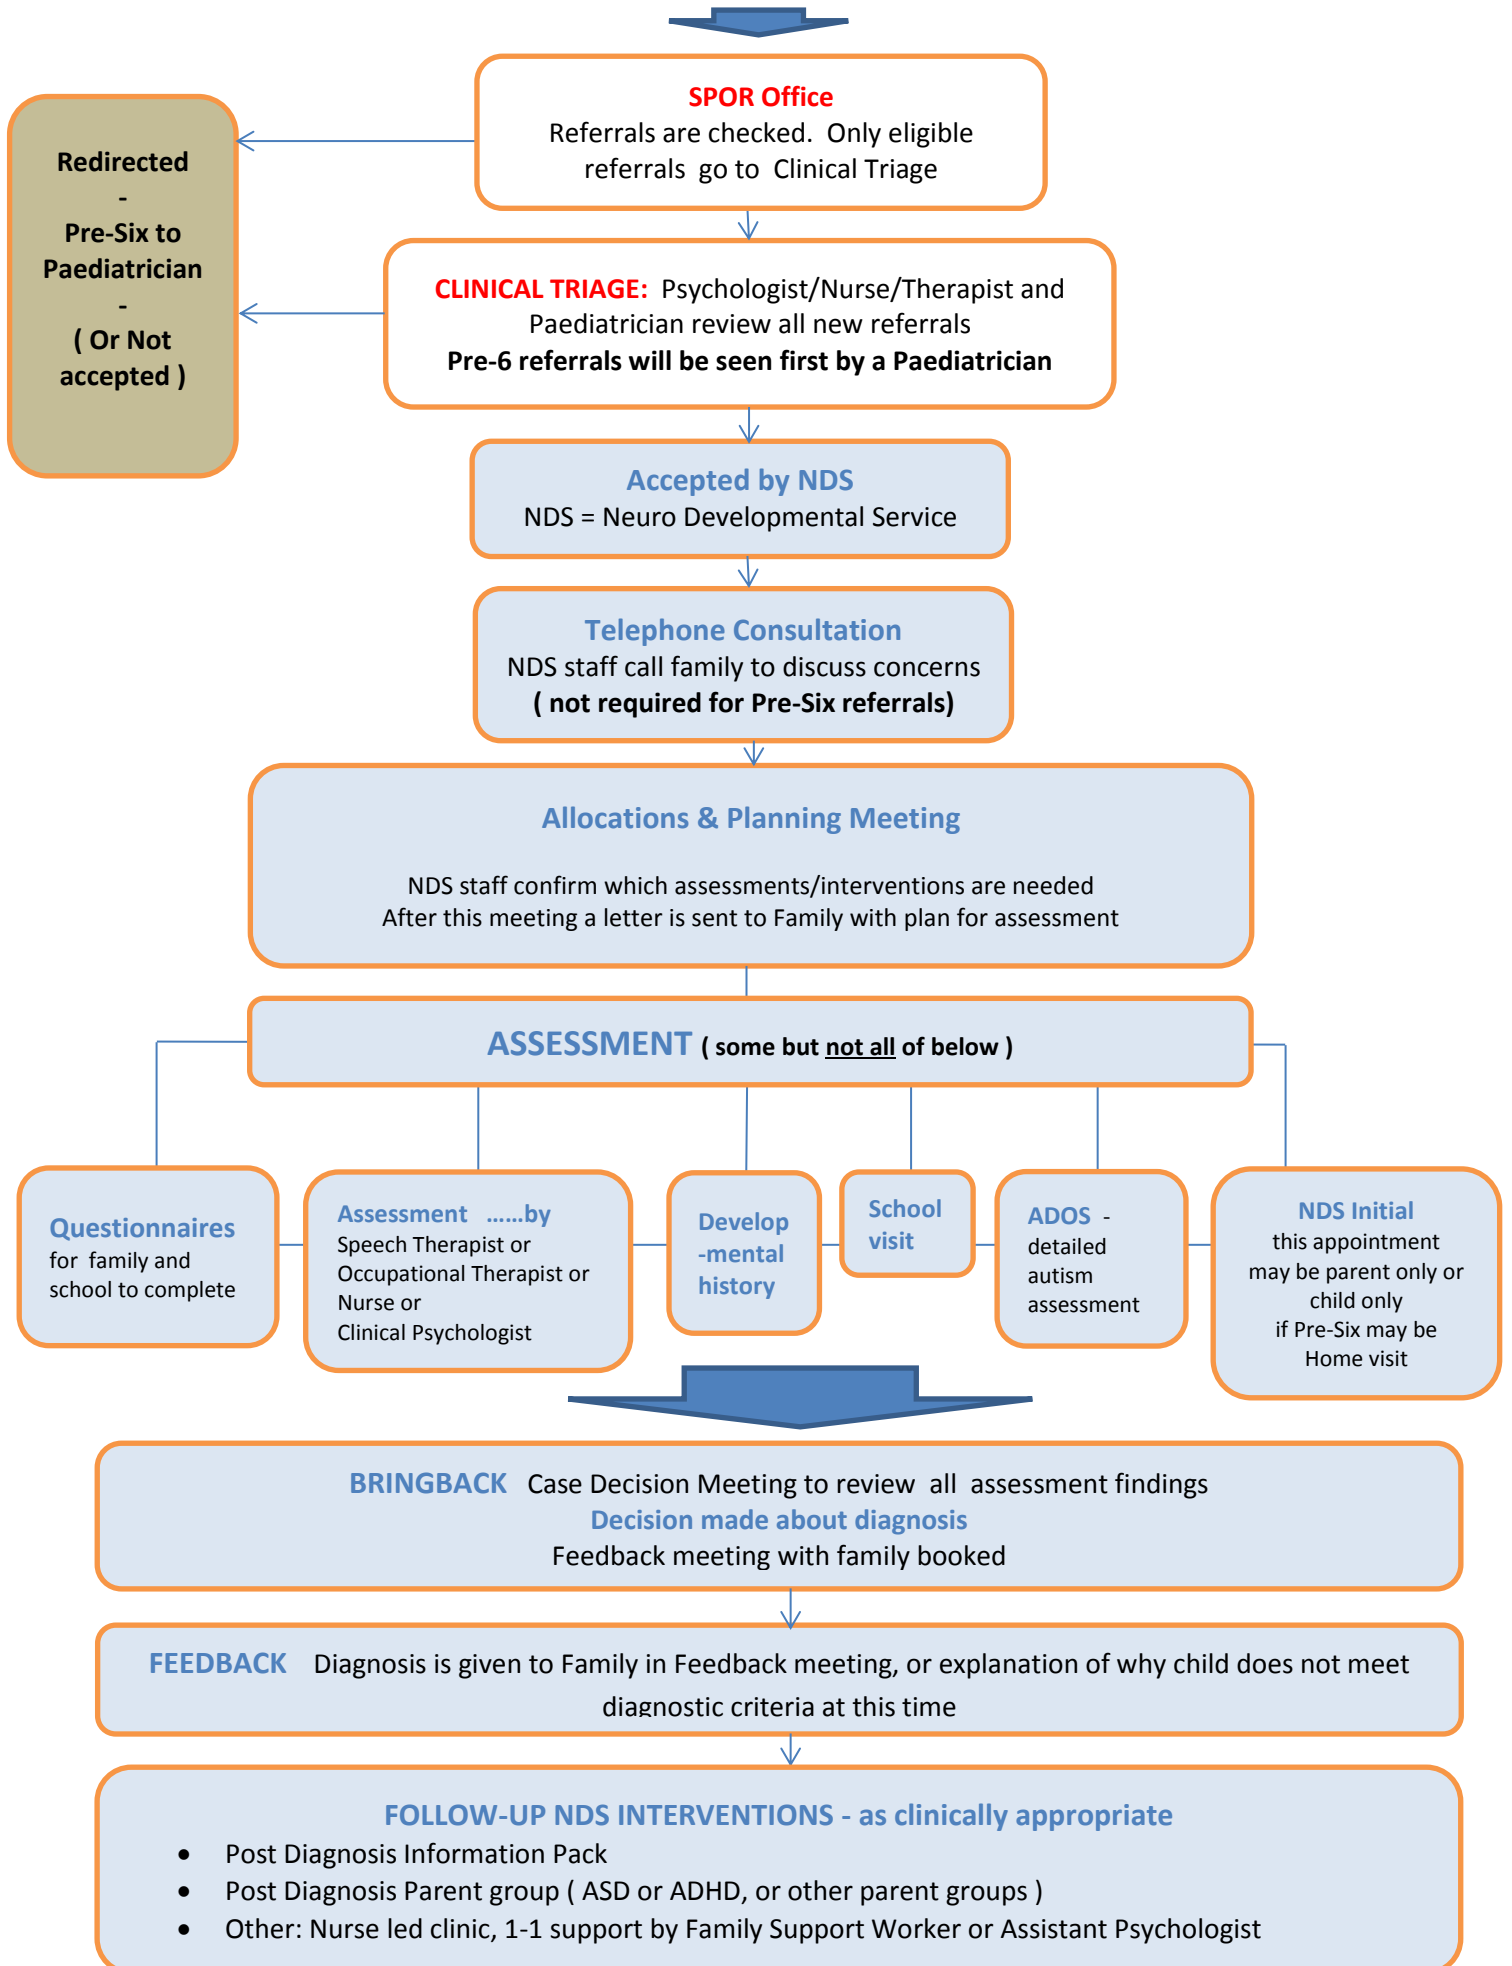 SPOR Office
Referrals are checked.  Only eligible
referrals  go to  Clinical Triage
Redirected
-
Pre-Six to
Paediatrician
-
( Or Not
accepted )
CLINICAL TRIAGE:  Psychologist/Nurse/Therapist and
Paediatrician review all new referrals
Pre-6 referrals will be seen first by a Paediatrician
Accepted by NDS
NDS = Neuro Developmental Service
Telephone Consultation
NDS staff call family to discuss concerns
( not required for Pre-Six referrals)
Allocations & Planning Meeting
NDS staff confirm which assessments/interventions are needed
After this meeting a letter is sent to Family with plan for assessment
ASSESSMENT ( some but not all of below )
Questionnaires
for  family and
school to complete
Assessment   ……by
Speech Therapist or
Occupational Therapist or
Nurse or
Clinical Psychologist
Develop
-mental
history
School
visit
ADOS  -
detailed
autism
assessment
NDS Initial
this appointment
may be parent only or
child only
if Pre-Six may be
Home visit
BRINGBACK   Case Decision Meeting to review  all  assessment findings
Decision made about diagnosis
Feedback meeting with family booked
FEEDBACK    Diagnosis is given to Family in Feedback meeting, or explanation of why child does not meet
diagnostic criteria at this time
FOLLOW-UP NDS INTERVENTIONS - as clinically appropriate
• Post Diagnosis Information Pack
• Post Diagnosis Parent group ( ASD or ADHD, or other parent groups )
• Other: Nurse led clinic, 1-1 support by Family Support Worker or Assistant Psychologist